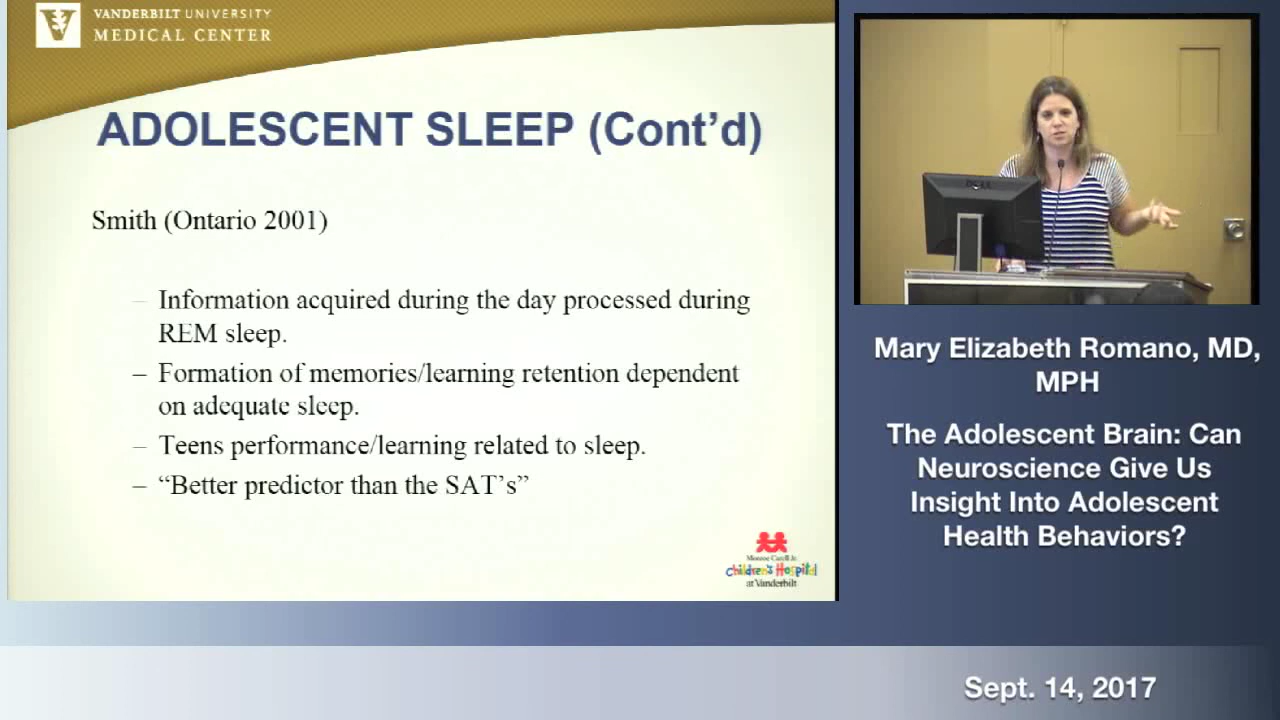 VANDERBILT UNIVERSITY
MEDICAL CENTER
ADOLESCENT SLEEP (Cont’d)
Smith (Ontario 2001)
– Information acquired during the day processed during
REM sleep.
– Formation of memories/learning retention dependent
on adequate sleep.
– Teens performance/learning related to sleep.
– “Better predictor than the SAT’s”
Monroe Carell Jr.
Children's Hospital
at Vanderbilt
DELL
Mary Elizabeth Romano, MD,
MPH
The Adolescent Brain: Can
Neuroscience Give Us
Insight Into Adolescent
Health Behaviors?
Sept. 14, 2017